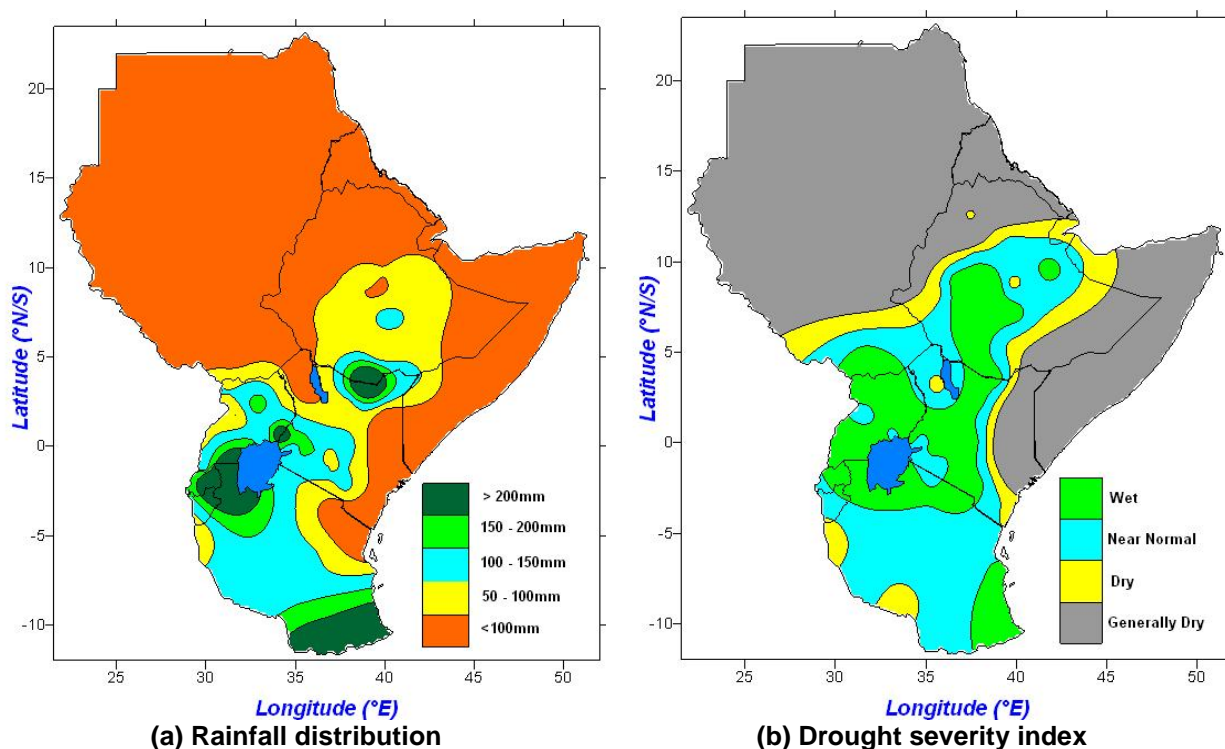 20
15
10
5
0
-5
-10
Latitude (°N/S)
> 200mm
150 - 200mm
100 - 150mm
50 - 100mm
<100mm
25
30
35
40
45
50
Longitude (°E)
(a) Rainfall distribution
20
15
10
5
0
-5
-10
Latitude (°N/S)
Wet
Near Normal
Dry
Generally Dry
25
30
35
40
45
50
Longitude (°E)
(b) Drought severity index